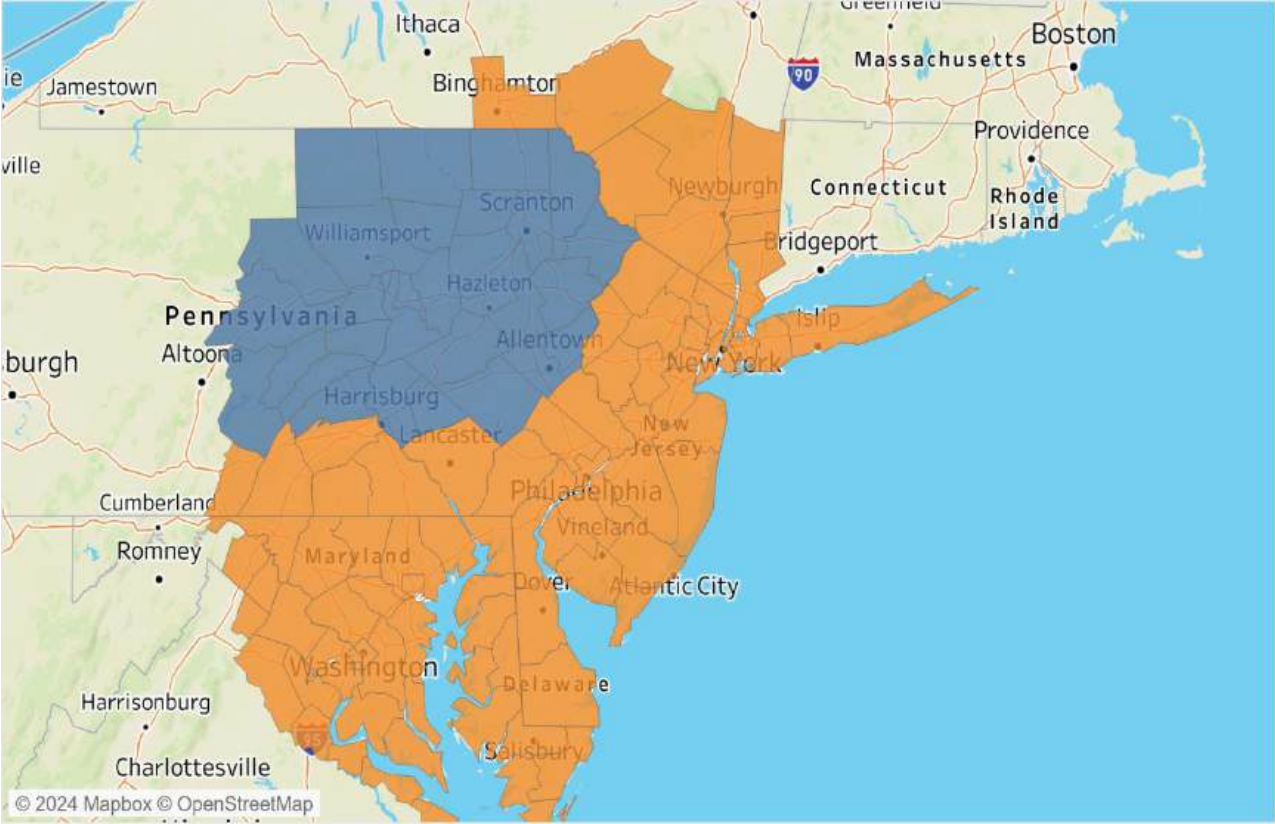 Greenfield
Ithaca
Boston
Massachusetts
90
ie
Jamestown
Binghamton
Providence
ville
Newburgh
Connecticut
Rhode
Island
Scranton
Williamsport
Bridgeport
Hazleton
Pennsylvania
Islip
Allentown
Altoona
burgh
New York
Harrisburg
Lancaster
New
Jersey
Philadelphia
Cumberland
Vineland
Romney
Maryland
Dover
Atlantic City
Washington
Delaware
Harrisonburg
95
Salisbury
Charlottesville
© 2024 Mapbox © OpenStreetMap